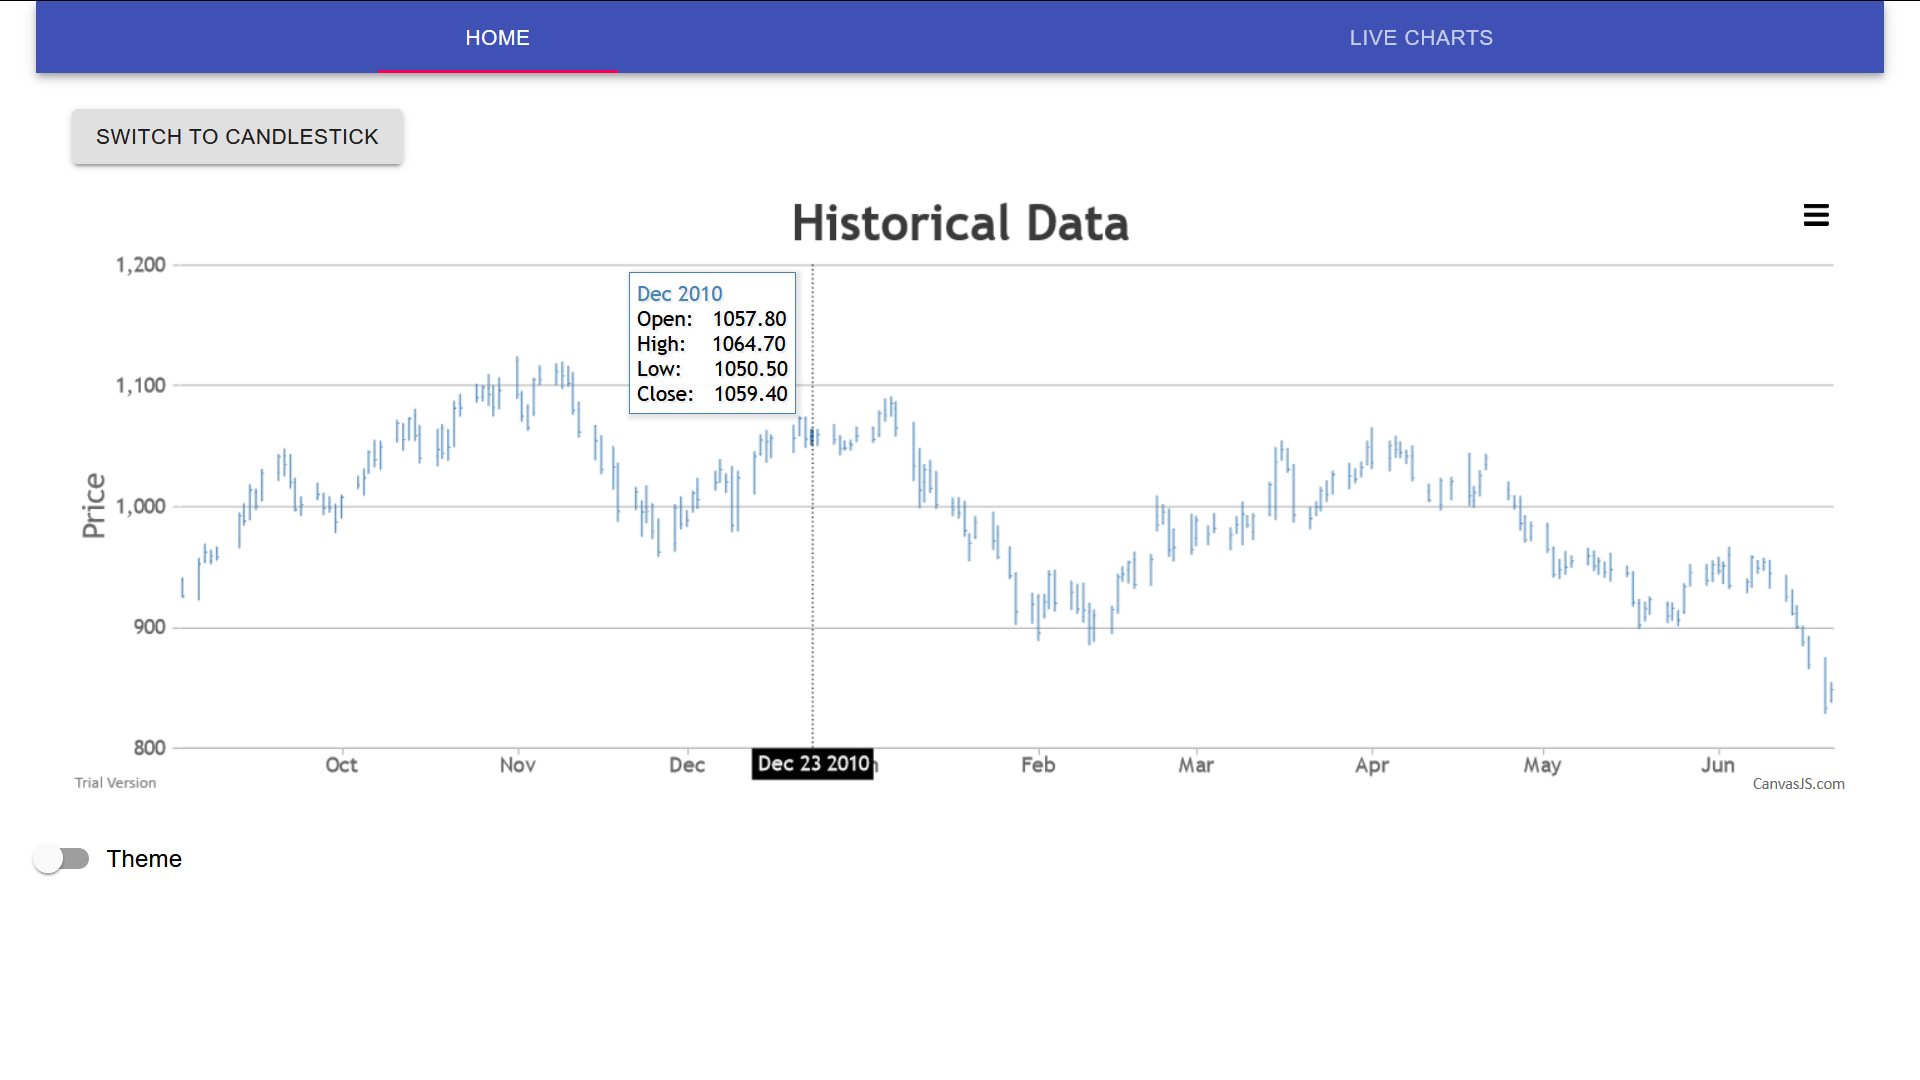 HOME LIVE CHARTS
SWITCH TO CANDLESTICK
Historical Data
1,200
Dec 2010
Open: 1057.80
High: 1064.70
Low: 1050.50
Close: 1059.40
1,100
Price
1,000
900
800
Oct Nov Dec Dec 23 2010 Feb Mar Apr May Jun
Trial Version CanvasJS.com
Theme